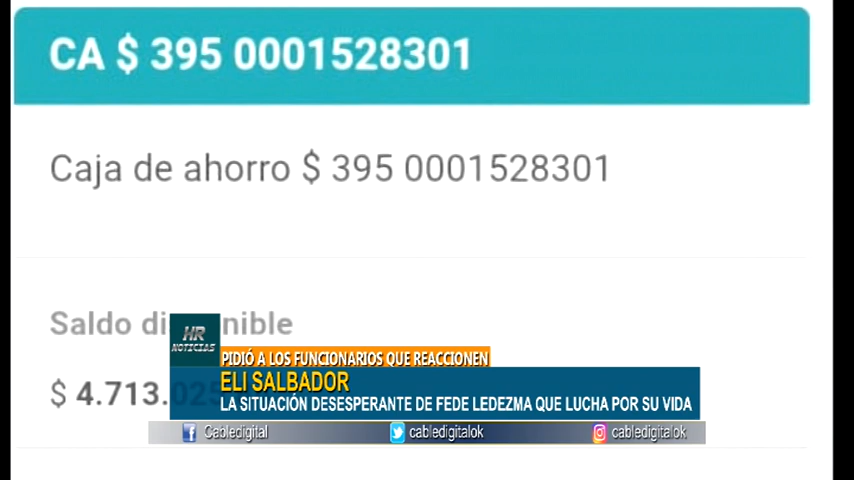 CA $ 395 0001528301
Caja de ahorro $ 395 0001528301
Saldo di nible
$ 4.713.025
HR
NOTICIAS
PIDIÓ A LOS FUNCIONARIOS QUE REACCIONEN
ELI SALBADOR
LA SITUACIÓN DESESPERANTE DE FEDE LEDEZMA QUE LUCHA POR SU VIDA
Cabledigital cabledigitalok cabledigitalok